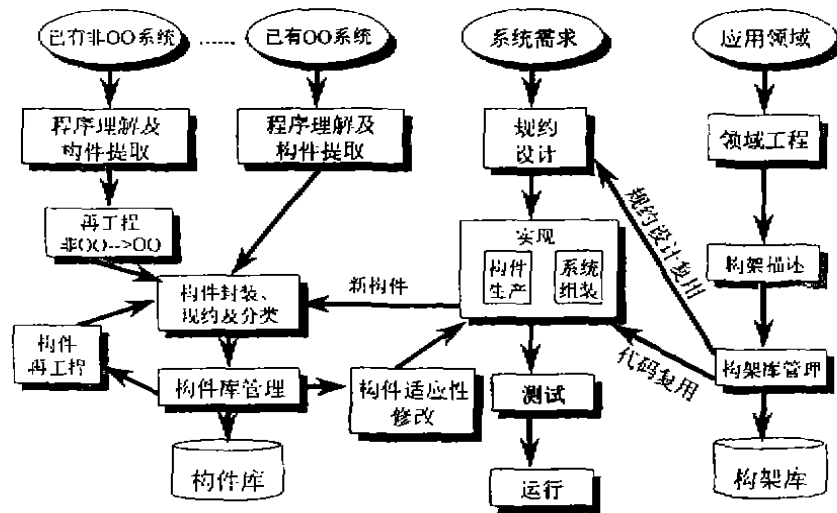 已有非OO系统
......
已有OO系统
系统需求
应用领域
程序理解及
构件提取
程序理解及
构件提取
规约
设计
领域工程
再工程
非OO-->OO
实现
构件
生产
系统
组装
规约设计复用
构架描述
构件封装、
规约及分类
新构件
构件
再工程
构件库管理
构件适应性
修改
测试
代码复用
构架库管理
构件库
运行
构架库